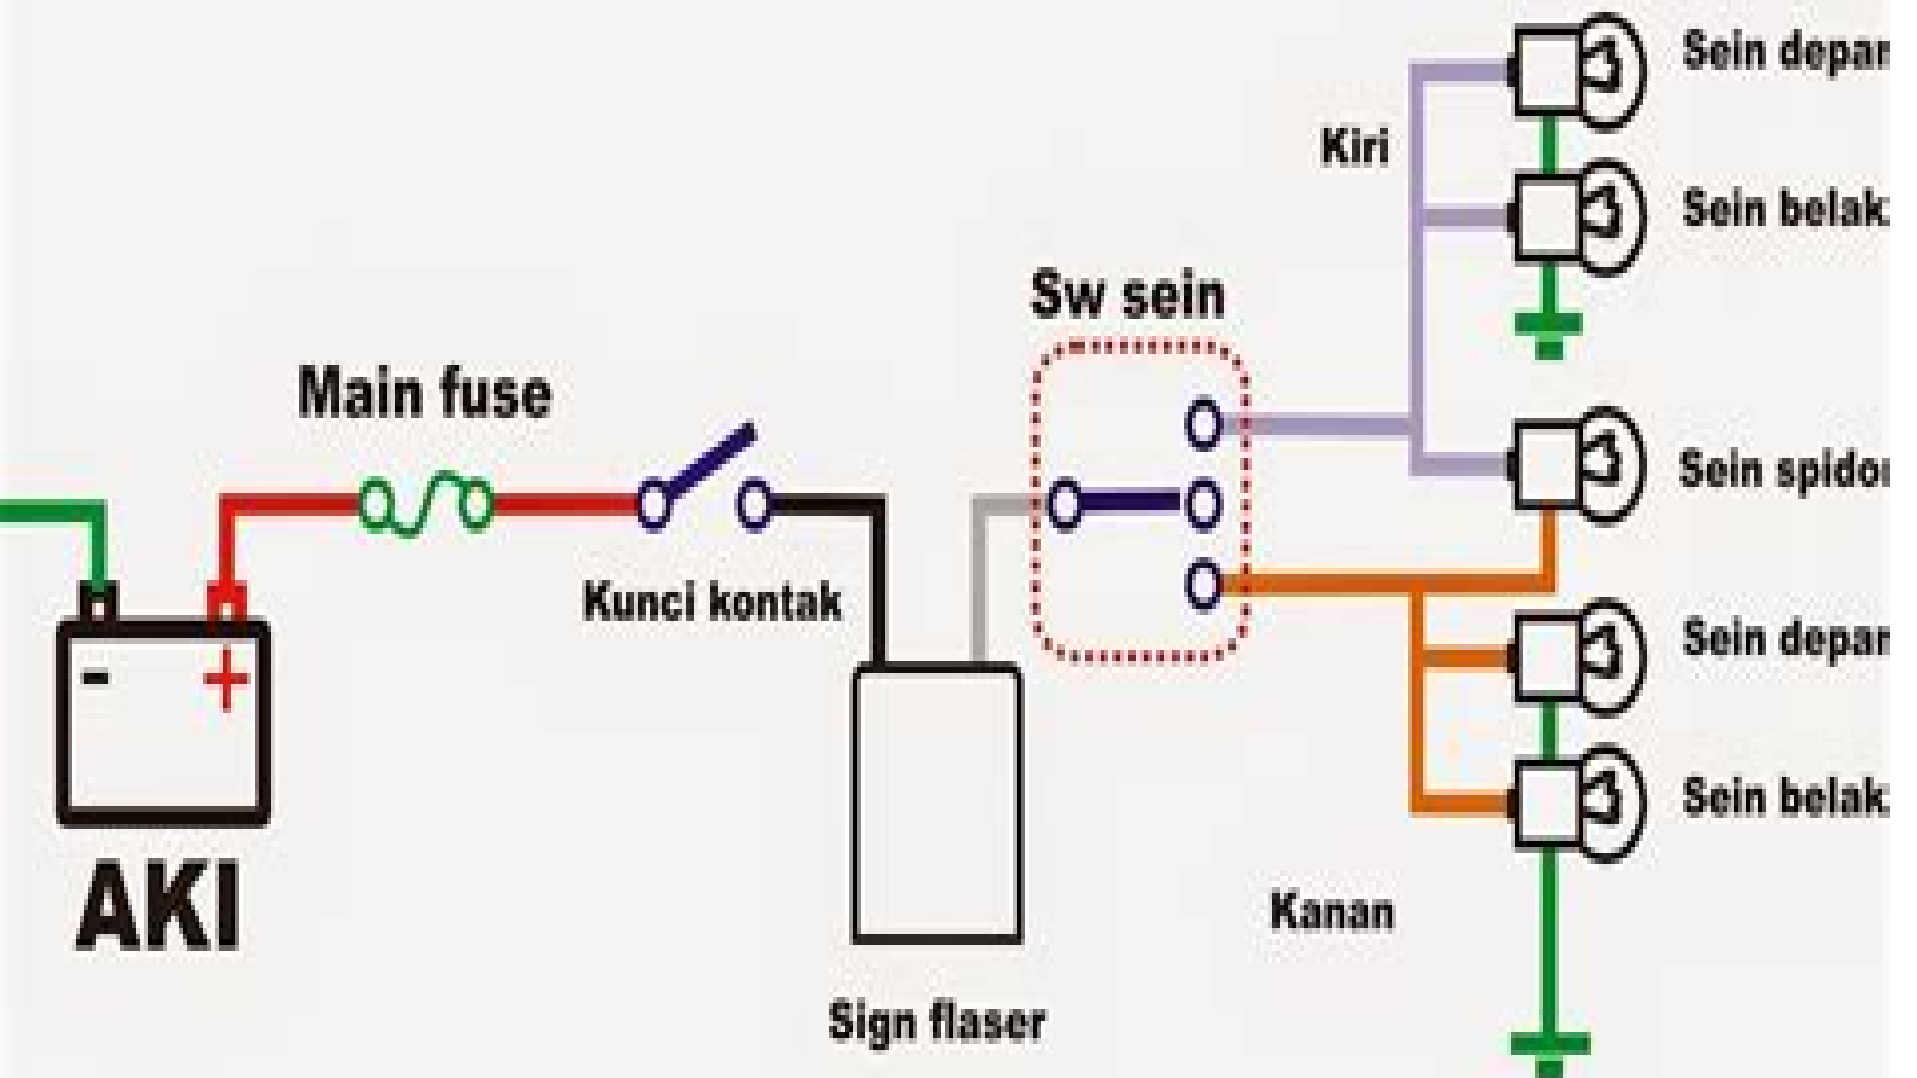 Sein depan
Kiri
Sein belak
Sw sein
Main fuse
Sein spido
Kunci kontak
Sein depan
- +
Sein belak
AKI
Kanan
Sign flaser